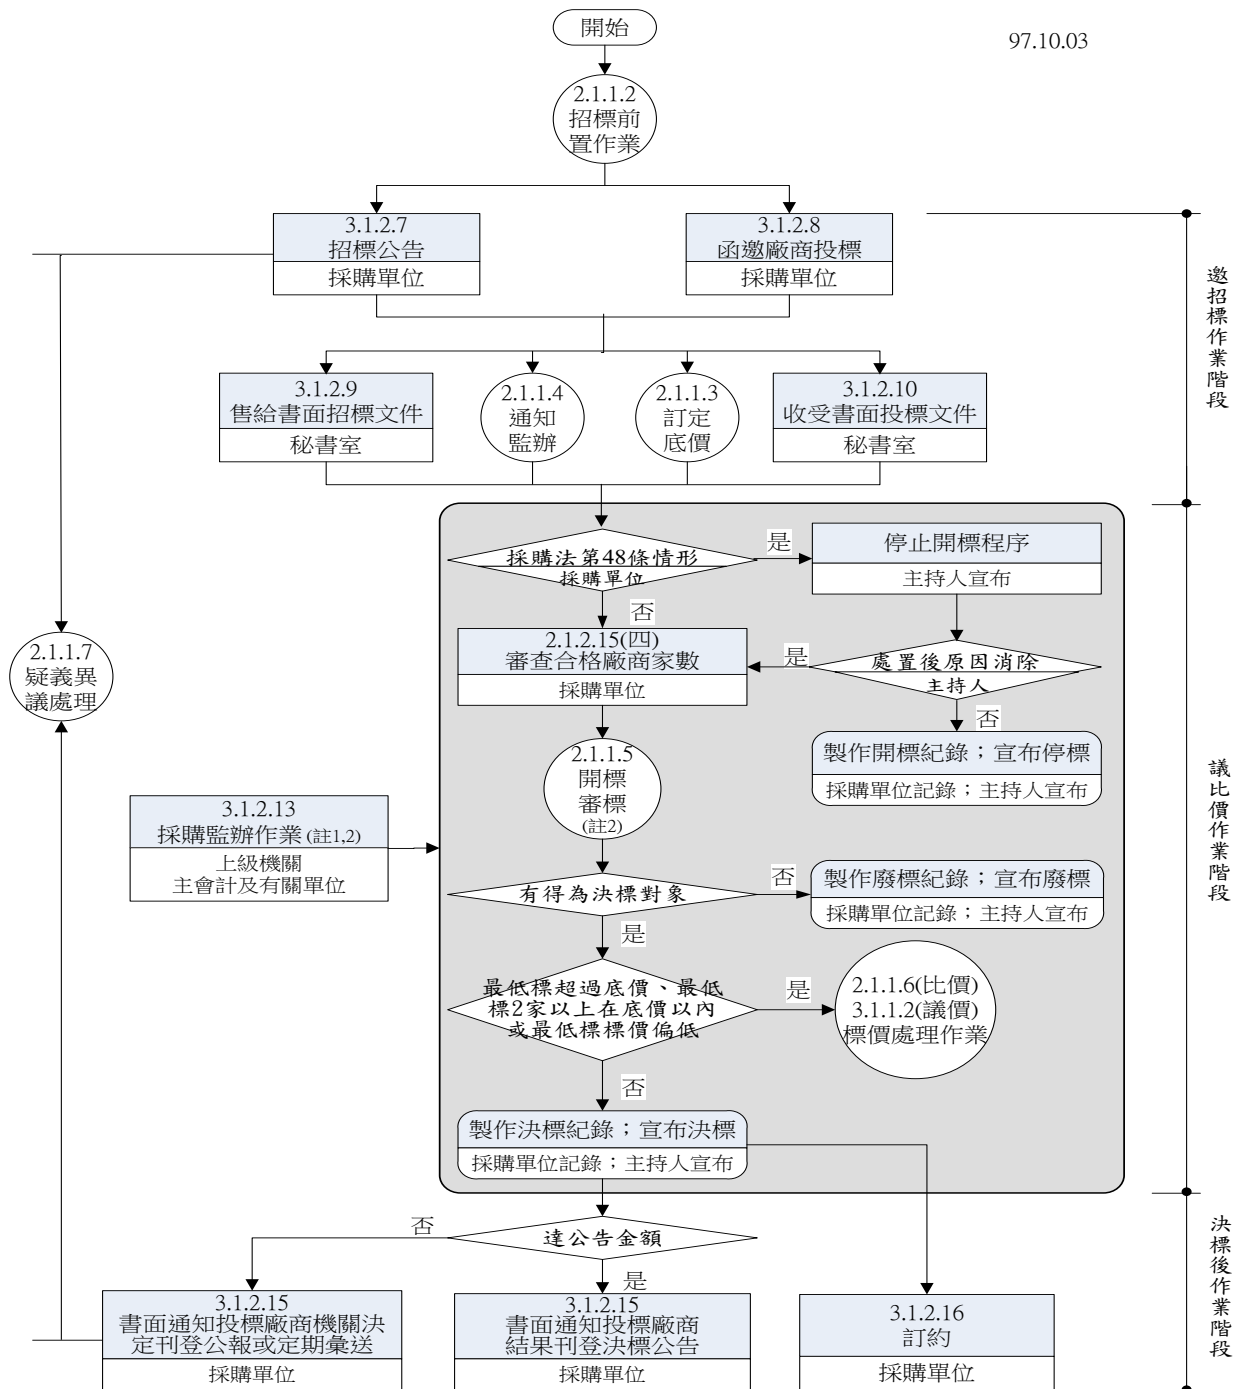 開始
97.10.03
2.1.1.2
招標前
置作業
3.1.2.7
招標公告
採購單位
3.1.2.8
函邀廠商投標
採購單位
邀招標作業階段
3.1.2.9
售給書面招標文件
秘書室
2.1.1.4
通知
監辦
2.1.1.3
訂定
底價
3.1.2.10
收受書面投標文件
秘書室
採購法第48條情形
採購單位
是
停止開標程序
主持人宣布
否
2.1.2.15(四)
審查合格廠商家數
採購單位
是
處置後原因消除
主持人
否
2.1.1.7
疑義異
議處理
製作開標紀錄；宣布停標
採購單位記錄；主持人宣布
2.1.1.5
開標
審標
(註2)
議比價作業階段
3.1.2.13
採購監辦作業(註1,2)
上級機關
主會計及有關單位
有得為決標對象
否
製作廢標紀錄；宣布廢標
採購單位記錄；主持人宣布
是
最低標超過底價、最低
標2家以上在底價以內
或最低標標價偏低
是
2.1.1.6(比價)
3.1.1.2(議價)
標價處理作業
否
製作決標紀錄；宣布決標
採購單位記錄；主持人宣布
達公告金額
否
是
決標後作業階段
3.1.2.15
書面通知投標廠商機關決
定刊登公報或定期彙送
採購單位
3.1.2.15
書面通知投標廠商
結果刊登決標公告
採購單位
3.1.2.16
訂約
採購單位